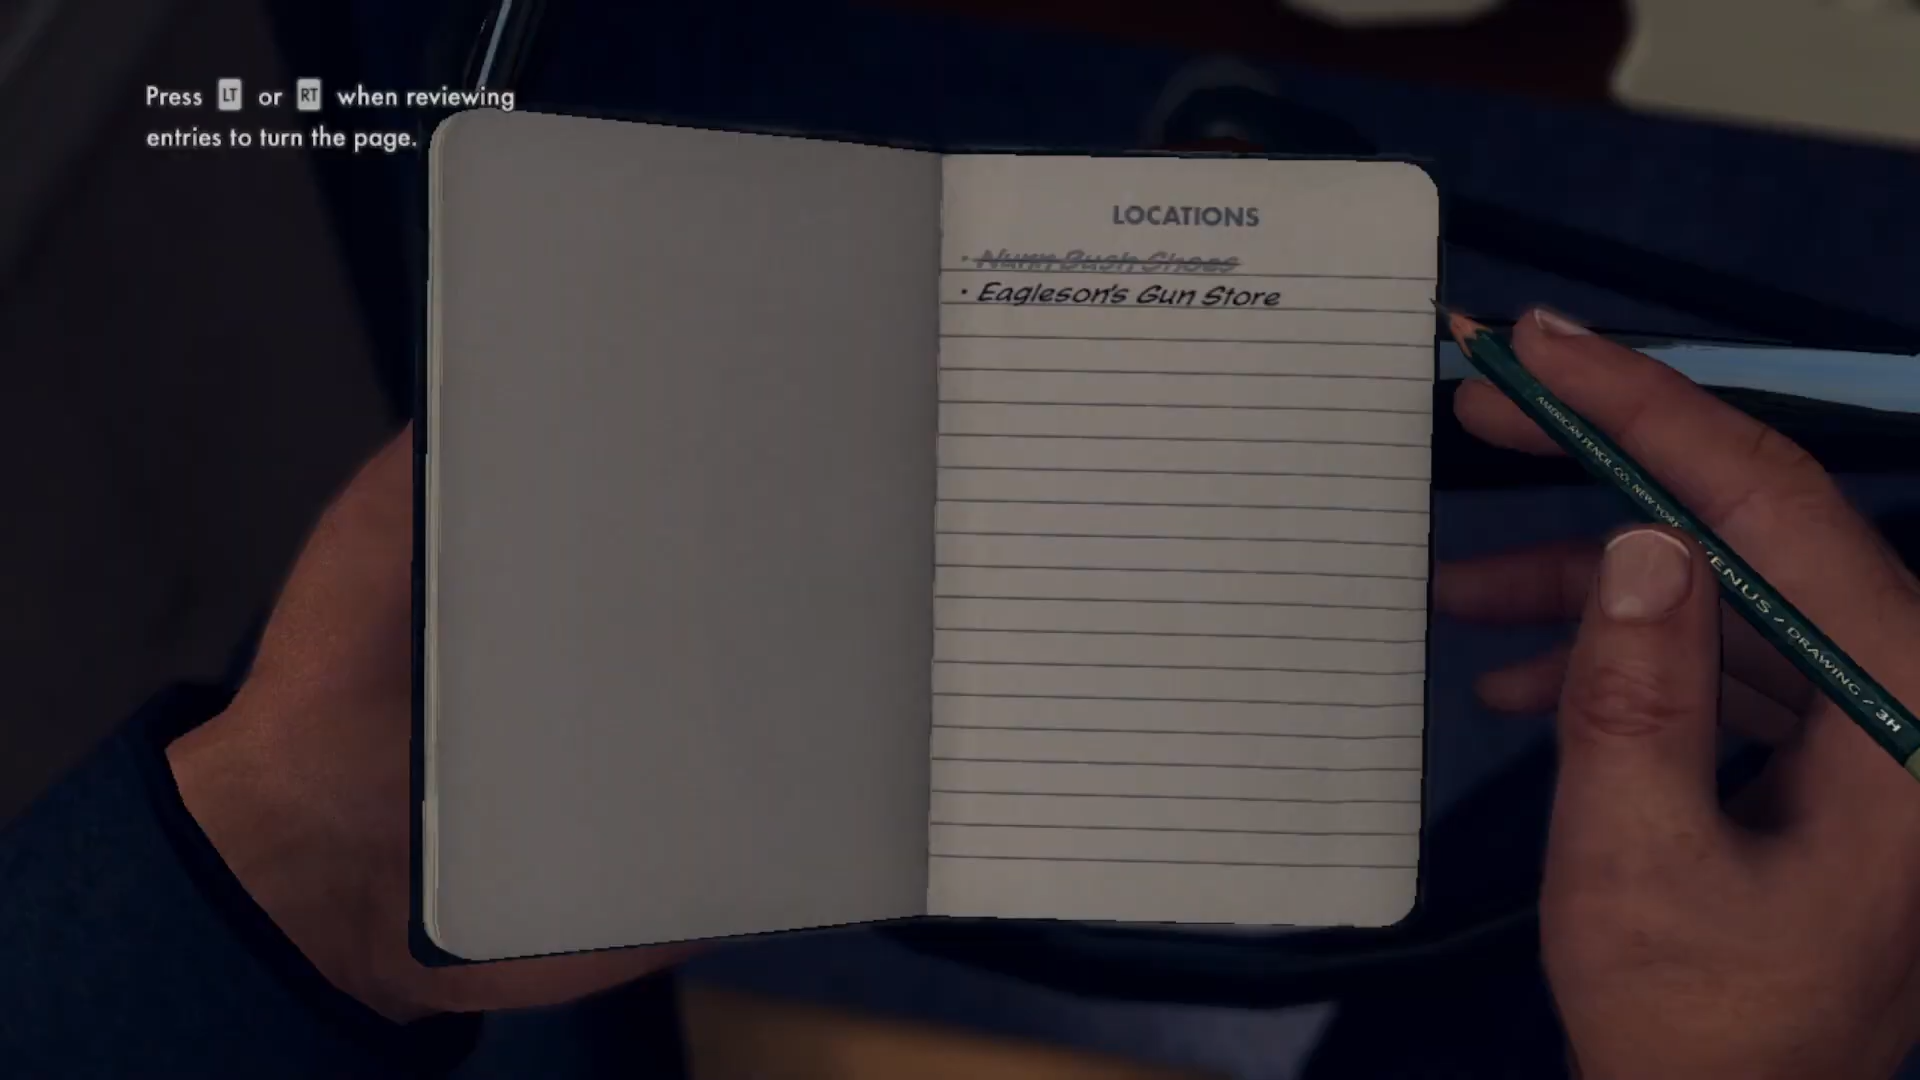 Press LT or RT when reviewing
entries to turn the page.
LOCATIONS
· Nunn Bush Shoes
· Eagleson's Gun Store
AMERICAN PENCIL CO. NEW YORK
VENUS / DRAWING / 3H